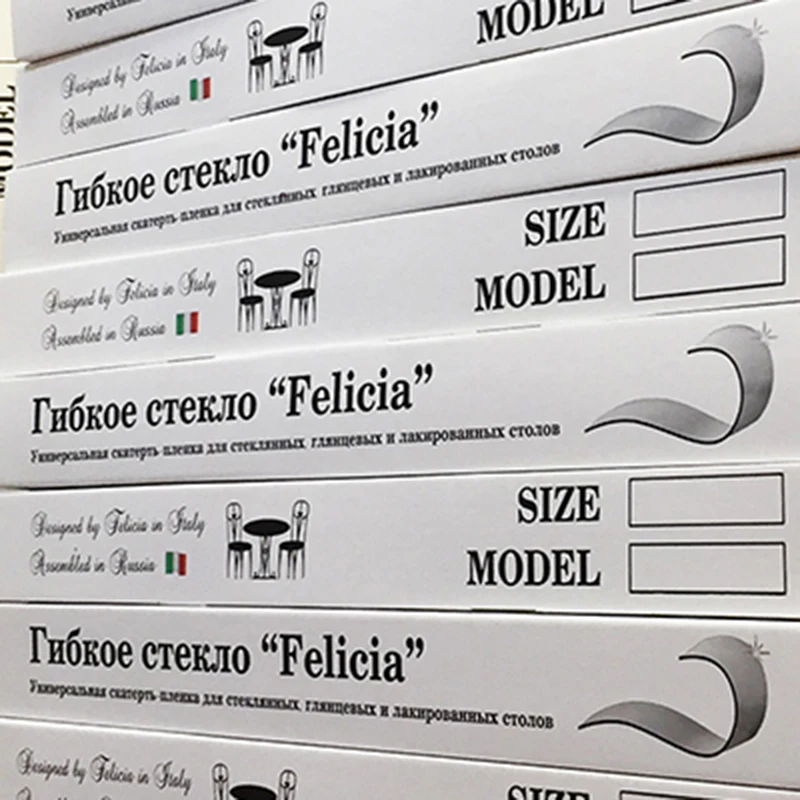 Универсальная
MODEL
Designed by Felicia in Italy
Assembled in Russia
MODEL
Гибкое стекло “Felicia”
Универсальная скатерть-пленка для стеклянных, глянцевых и лакированных столов
SIZE
Designed by Felicia in Italy
MODEL
Assembled in Russia
Гибкое стекло “Felicia”
Универсальная скатерть-пленка для стеклянных, глянцевых и лакированных столов
SIZE
Designed by Felicia in Italy
MODEL
Assembled in Russia
Гибкое стекло “Felicia”
Универсальная скатерть-пленка для стеклянных, глянцевых и лакированных столов
Designed by Felicia in Italy
SIZE